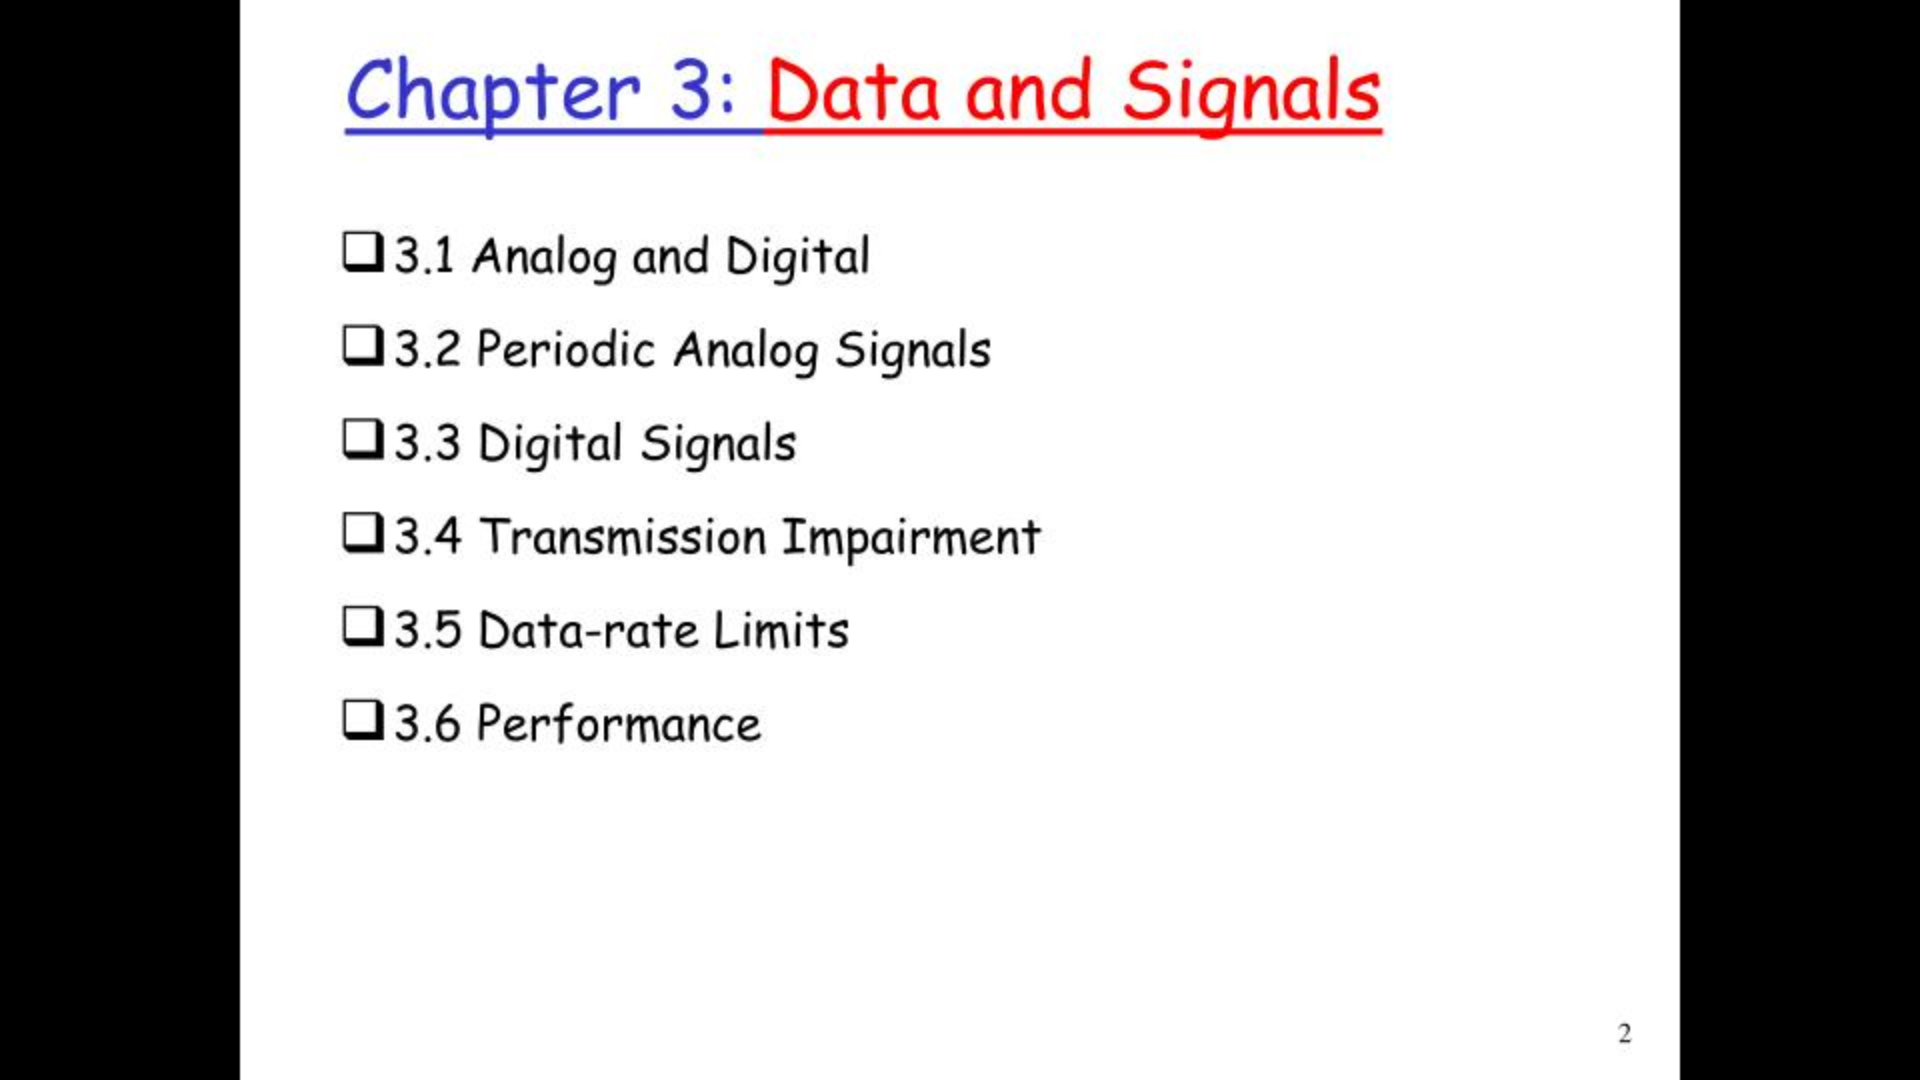 Chapter 3: Data and Signals
3.1 Analog and Digital
3.2 Periodic Analog Signals
3.3 Digital Signals
3.4 Transmission Impairment
3.5 Data-rate Limits
3.6 Performance
2